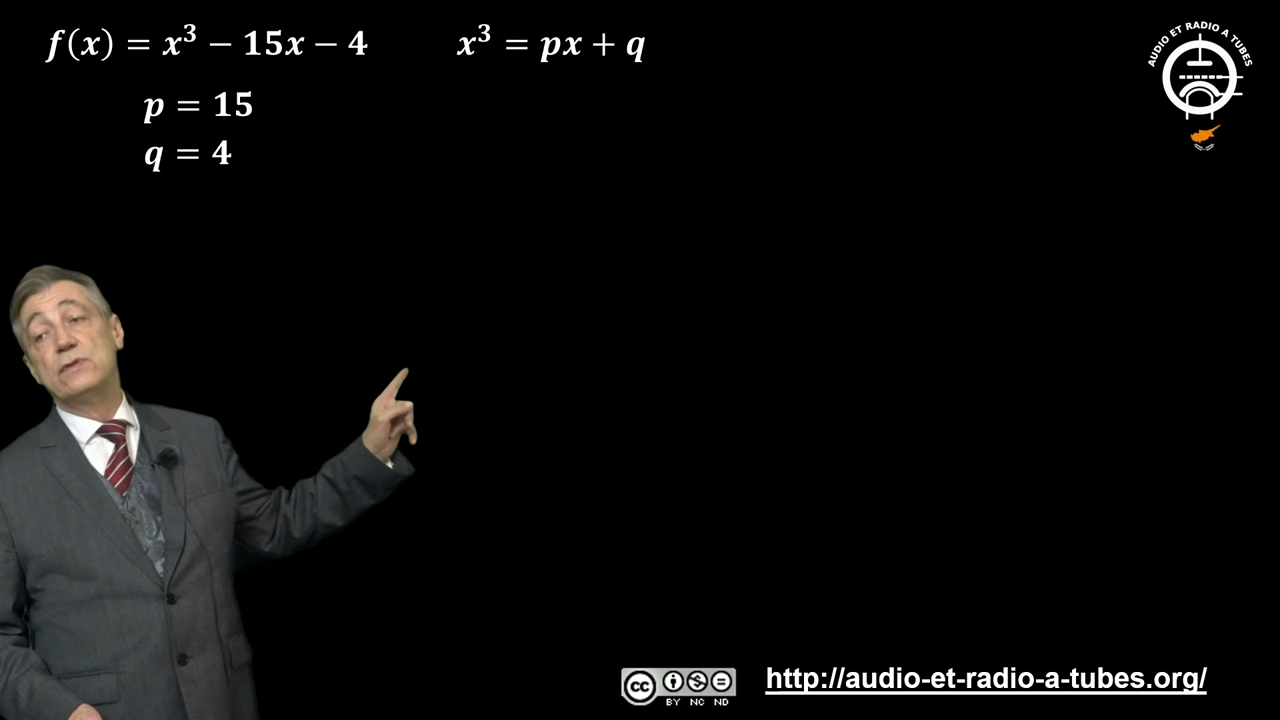 f(x) = x³ − 15x − 4
x³ = px + q
p = 15
q = 4
AUDIO ET RADIO A TUBES
cc
BY NC ND
http://audio-et-radio-a-tubes.org/